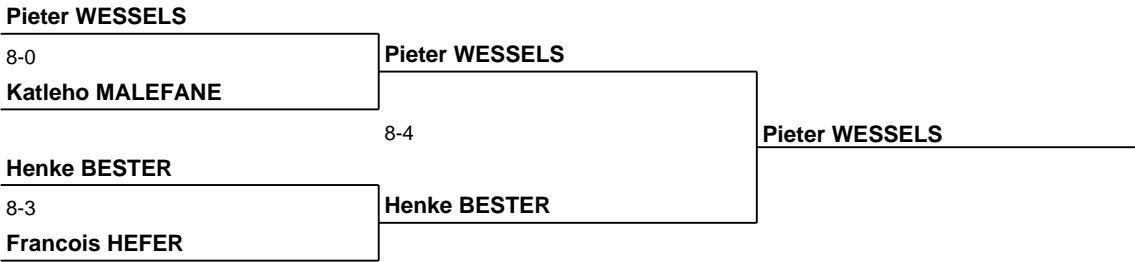 Pieter WESSELS
8-0
Pieter WESSELS
Katleho MALEFANE
8-4
Pieter WESSELS
Henke BESTER
8-3
Henke BESTER
Francois HEFER